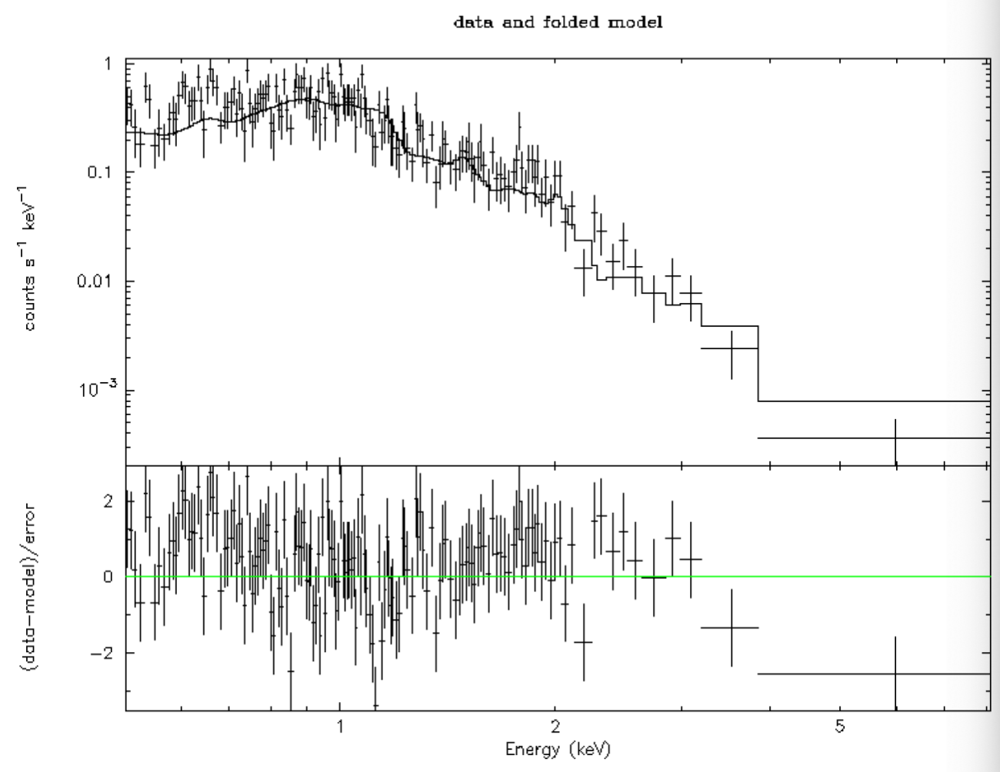 data and folded model
1
0.1
0.01
10−3
counts s−1 keV−1
2
0
−2
(data−model)/error
1
2
5
Energy (keV)